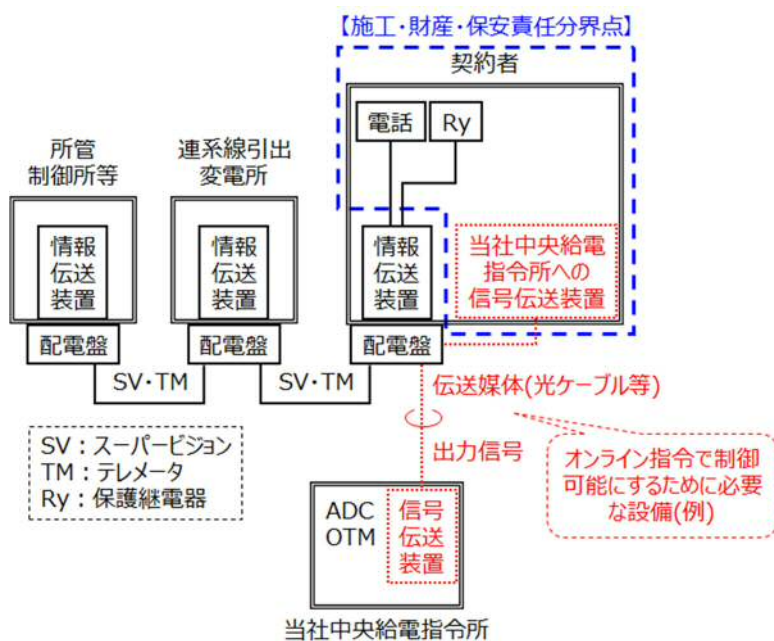 【施工・財産・保安責任分界点】
契約者
電話
Ry
所管
制御所等
連系線引出
変電所
情報
伝送
装置
情報
伝送
装置
情報
伝送
装置
当社中央給電
指令所への
信号伝送装置
配電盤
配電盤
配電盤
SV・TM
SV・TM
伝送媒体(光ケーブル等)
出力信号
SV：スーパービジョン
TM：テレメータ
Ry：保護継電器
オンライン指令で制御
可能にするために必要
な設備(例)
ADC
OTM
信号
伝送
装置
当社中央給電指令所